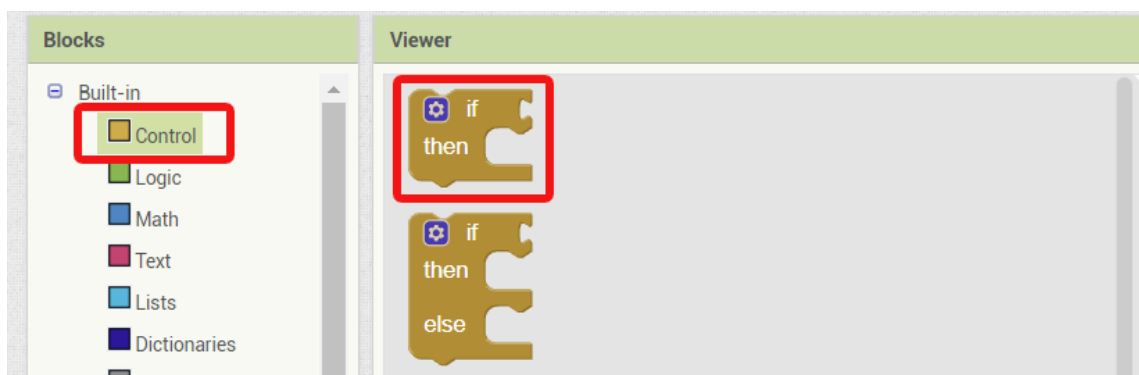 Blocks
Built-in
Control
Logic
Math
Text
Lists
Dictionaries
Viewer
if
then
if
then
else